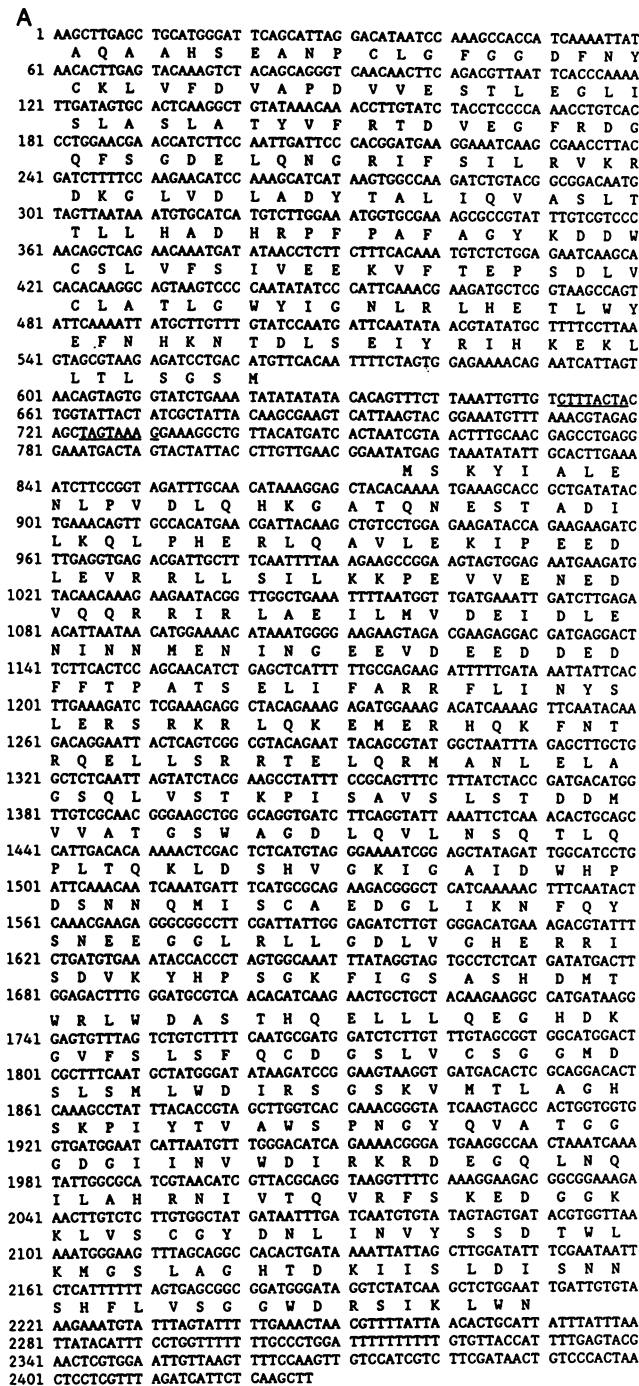 A
1 AAGCTTGAGC TGCATGGGAT TCAGCATTAG GACATAATCC AAAGCCACCA TCAAAATTAT
A Q A A H S E A N P C L G F G G D F N Y
61 AACACTTGAG TACAAAGTCT ACAGCAGGGT CAACAACTTC AGACGTTAAT TCACCCAAAA
C K L V F D V A P D V V E S T L E G L I
121 TTGATAGTGC ACTCAAGGCT GTATAAACAA ACCTTGTATC TACCTCCCCA AACCTGTCAC
S L A S L A T Y V F R T D V E G F R D G
181 CCTGGAACGA ACCATCTTCC AATTGATTCC CACGGATGAA GGAAATCAAG CGAACCTTAC
Q F S G D E L Q N G R I F S I L R V K R
241 GATCTTTTCC AAGAACATCC AAAGCATCAT AAGTGGCCAA GATCTGTACG GCGGACAATG
D K G L V D L A D Y T A L I Q V A S L T
301 TAGTTAATAA ATGTGCATCA TGTCTTGGAA ATGGTGCGAA AGCGCCGTAT TTGTCGTCCC
T L L H A D H R P F P A F A G Y K D D W
361 AACAGCTCAG AACAAATGAT ATAACCTCTT CTTTCACAAA TGTCTCTGGA GAATCAAGCA
C S L V F S I V E E K V F T E P S D L V
421 CACACAAGGC AGTAAGTCCC CAATATATCC CATTCAAACG AAGATGCTCG GTAAGCCAGT
C L A T L G W Y I G N L R L H E T L W Y
481 ATTCAAAATT ATGCTTGTTT GTATCCAATG ATTCAATATA ACGTATATGC TTTTCCTTAA
E F N H K N T D L S E I Y R I H K E K L
541 GTAGCGTAAG AGATCCTGAC ATGTTCACAA TTTTCTAGTG GAGAAAACAG AATCATTAGT
L T L S G S M
601 AACAGTAGTG GTATCTGAAA TATATATATA CACAGTTTCT TAAATTGTTG TGTTTACTAC
661 TGGTATTACT ATCGCTATTA CAAGCGAAGT CATTAAGTAC GGAAATGTTT AAACGTAGAG
721 AGCTAGTAAA GGAAAGGCTG TTACATGATC ACTAATCGTA ACTTTGCAAC GAGCCTGAGG
781 GAAATGACTA GTACTATTAC CTTGTTGAAC GGAATATGAG TAAATATATT GCACTTGAAA
M S K Y I A L E
841 ATCTTCCGGT AGATTTGCAA CATAAAGGAG CTACACAAAA TGAAAGCACC GCTGATATAC
N L P V D L Q H K G A T Q N E S T A D I
901 TGAAACAGTT GCCACATGAA CGATTACAAG CTGTCCTGGA GAAGATACCA GAAGAAGATC
L K Q L P H E R L Q A V L E K I P E E D
961 TTGAGGTGAG ACGATTGCTT TCAATTTTAA AGAAGCCGGA AGTAGTGGAG AATGAAGATG
L E V R R L L S I L K K P E V V E N E D
1021 TACAACAAAG AAGAATACGG TTGGCTGAAA TTTTAATGGT TGATGAAATT GATCTTGAGA
V Q Q R R I R L A E I L M V D E I D L E
1081 ACATTAATAA CATGGAAAAC ATAAATGGGG AAGAAGTAGA CGAAGAGGAC GATGAGGACT
N I N N M E N I N G E E V D E E D D E D
1141 TCTTCACTCC AGCAACATCT GAGCTCATTT TTGCGAGAAG ATTTTTGATA AATTATTCAC
F F T P A T S E L I F A R R F L I N Y S
1201 TTGAAAGATC TCGAAAGAGG CTACAGAAAG AGATGGAAAG ACATCAAAAG TTCAATACAA
L E R S R K R L Q K E M E R H Q K F N T
1261 GACAGGAATT ACTCAGTCGG CGTACAGAAT TACAGCGTAT GGCTAATTTA GAGCTTGCTG
R Q E L L S R R T E L Q R M A N L E L A
1321 GCTCTCAATT AGTATCTACG AAGCCTATTT CCGCAGTTTC TTTATCTACC GATGACATGG
G S Q L V S T K P I S A V S L S T D D M
1381 TTGTCGCAAC GGGAAGCTGG GCAGGTGATC TTCAGGTATT AAATTCTCAA ACACTGCAGC
V V A T G S W A G D L Q V L N S Q T L Q
1441 CATTGACACA AAAACTCGAC TCTCATGTAG GGAAAATCGG AGCTATAGAT TGGCATCCTG
P L T Q K L D S H V G K I G A I D W H P
1501 ATTCAAACAA TCAAATGATT TCATGCGCAG AAGACGGGCT CATCAAAAAC TTTCAATACT
D S N N Q M I S C A E D G L I K N F Q Y
1561 CAAACGAAGA GGGCGGCCTT CGATTATTGG GAGATCTTGT GGGACATGAA AGACGTATTT
S N E E G G L R L L G D L V G H E R R I
1621 CTGATGTGAA ATACCACCCT AGTGGCAAAT TTATAGGTAG TGCCTCTCAT GATATGACTT
S D V K Y H P S G K F I G S A S H D M T
1681 GGAGACTTTG GGATGCGTCA ACACATCAAG AACTGCTGCT ACAAGAAGGC CATGATAAGG
W R L W D A S T H Q E L L L Q E G H D K
1741 GAGTGTTTAG TCTGTCTTTT CAATGCGATG GATCTCTTGT TTGTAGCGGT GGCATGGACT
G V F S L S F Q C D G S L V C S G G M D
1801 CGCTTTCAAT GCTATGGGAT ATAAGATCCG GAAGTAAGGT GATGACACTC GCAGGACACT
S L S M L W D I R S G S K V M T L A G H
1861 CAAAGCCTAT TTACACCGTA GCTTGGTCAC CAAACGGGTA TCAAGTAGCC ACTGGTGGTG
S K P I Y T V A W S P N G Y Q V A T G G
1921 GTGATGGAAT CATTAATGTT TGGGACATCA GAAAACGGGA TGAAGGCCAA CTAAATCAAA
G D G I I N V W D I R K R D E G Q L N Q
1981 TATTGGCGCA TCGTAACATC GTTACGCAGG TAAGGTTTTC AAAGGAAGAC GGCGGAAAGA
I L A H R N I V T Q V R F S K E D G G K
2041 AACTTGTCTC TTGTGGCTAT GATAATTTGA TCAATGTGTA TAGTAGTGAT ACGTGGTTAA
K L V S C G Y D N L I N V Y S S D T W L
2101 AAATGGGAAG TTTAGCAGGC CACACTGATA AAATTATTAG CTTGGATATT TCGAATAATT
K M G S L A G H T D K I I S L D I S N N
2161 CTCATTTTTT AGTGAGCGGC GGATGGGATA GGTCTATCAA GCTCTGGAAT TGATTGTGTA
S H F L V S G G W D R S I K L W N
2221 AAGAAATGTA TTTAGTATTT TTGAAACTAA CGTTTTATTA ACACTGCATT ATTTATTTAA
2281 TTATACATTT CCTGGTTTTT TTGCCCTGGA TTTTTTTTTT GTGTTACCAT TTTGAGTACG
2341 AACTCGTGGA ATTGTTAAGT TTTCCAAGTT GTCCATCGTC TTCGATAACT GTCCCACTAA
2401 CTCCTCGTTT AGATCATTCT CAAGCTT